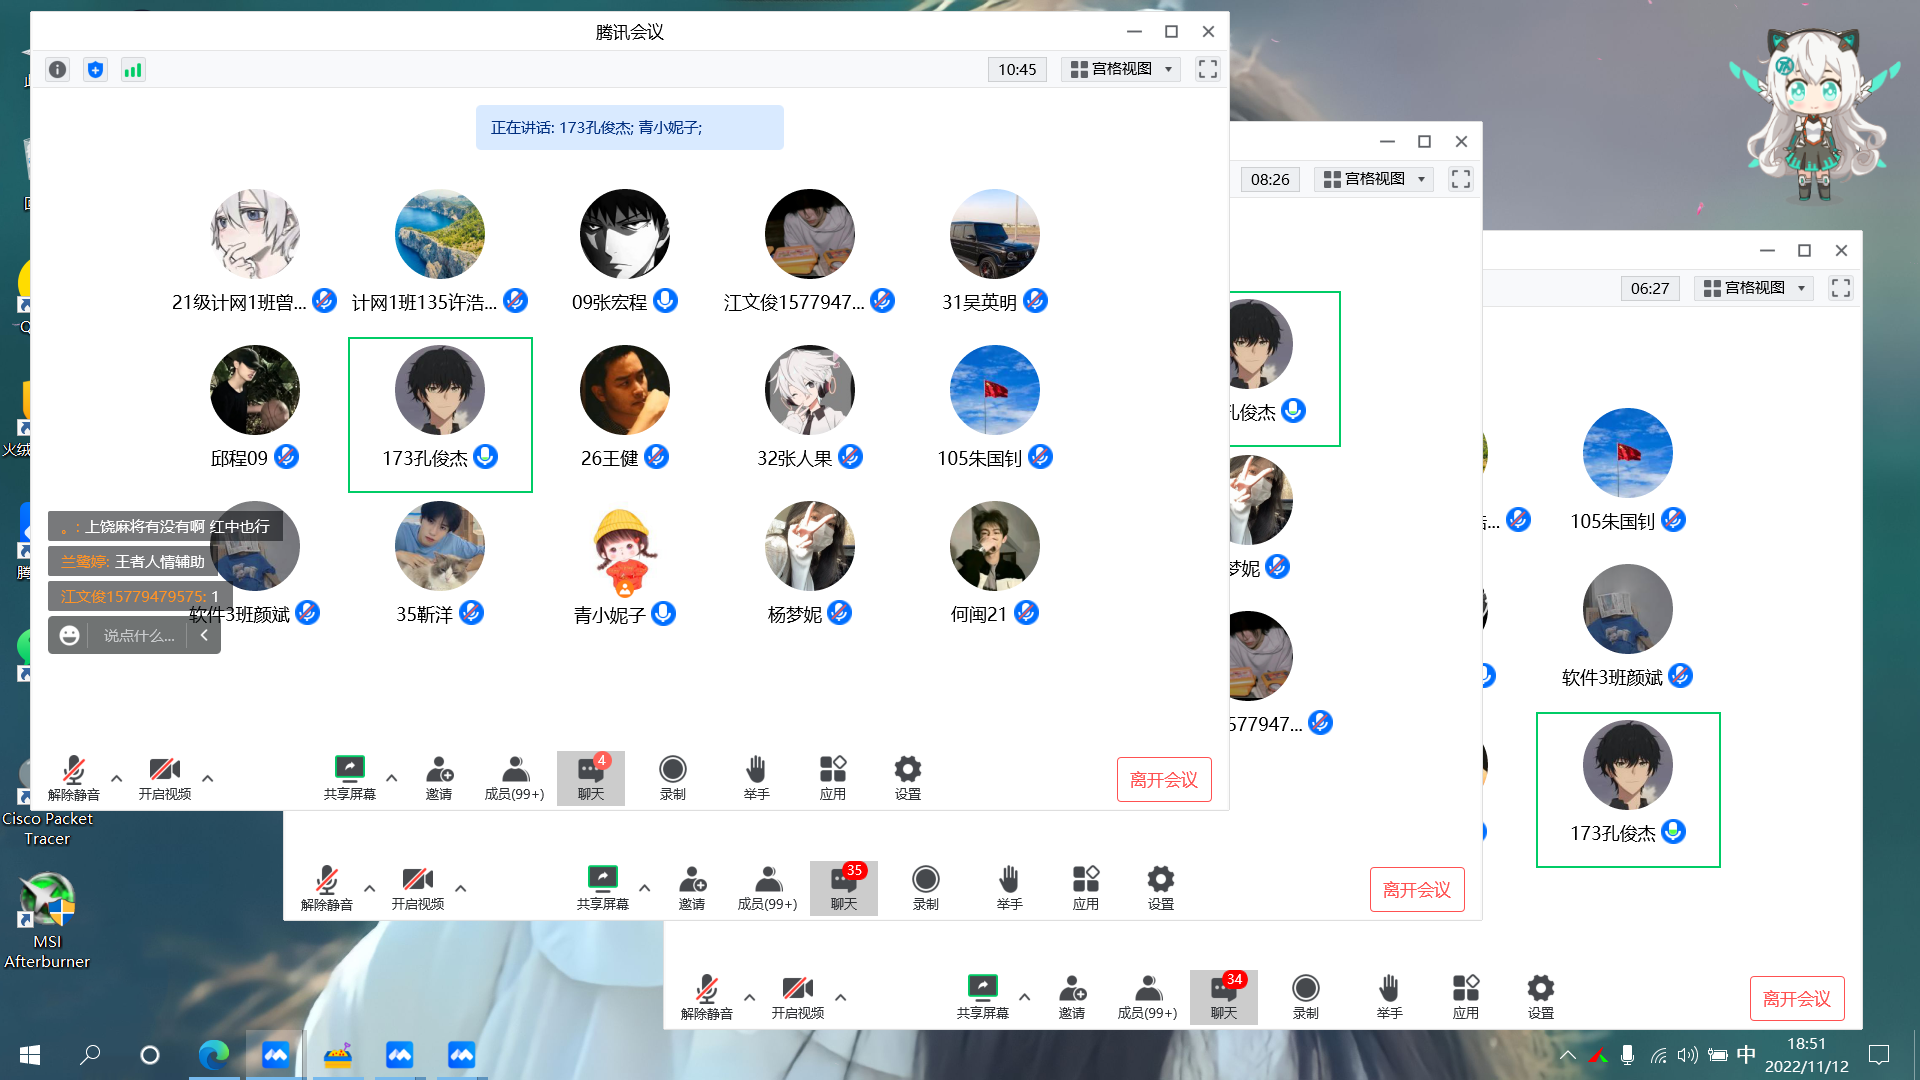 腾讯会议
10:45
宫格视图
正在讲话: 173孔俊杰; 青小妮子;
21级计网1班曾...
计网1班135许浩...
09张宏程
江文俊1577947...
31吴英明
邱程09
173孔俊杰
26王健
32张人果
105朱国钊
。: 上饶麻将有没有啊 红中也行
兰鹭婷: 王者人情辅助
江文俊15779479575: 1
说点什么...
软件3班颜斌
35靳洋
青小妮子
杨梦妮
何闽21
解除静音
开启视频
共享屏幕
邀请
成员(99+)
4
聊天
录制
举手
应用
设置
离开会议
08:26
宫格视图
孔俊杰
梦妮
577947...
解除静音
开启视频
共享屏幕
邀请
成员(99+)
35
聊天
录制
举手
应用
设置
离开会议
06:27
宫格视图
105朱国钊
软件3班颜斌
173孔俊杰
解除静音
开启视频
共享屏幕
邀请
成员(99+)
34
聊天
录制
举手
应用
设置
离开会议
火绒
腾
Cisco Packet
Tracer
MSI
Afterburner
中
18:51
2022/11/12